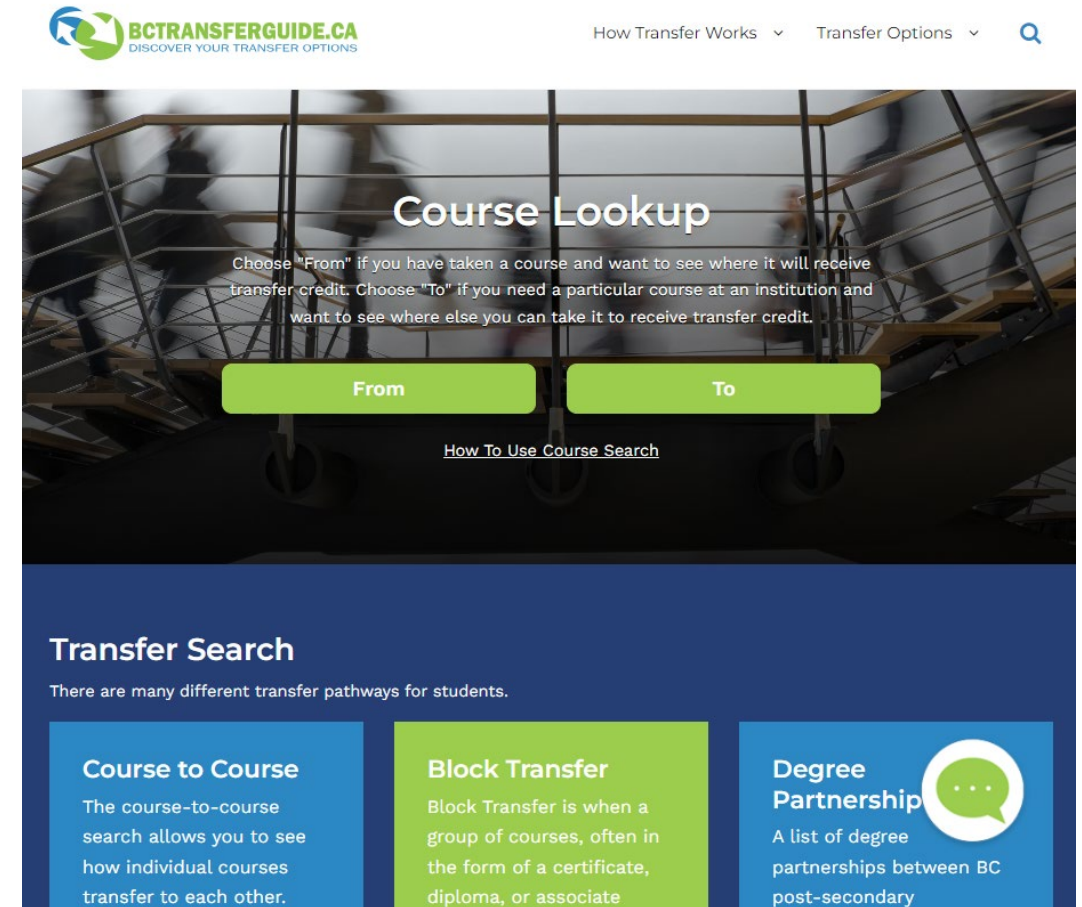 BCTRANSFERGUIDE.CA
DISCOVER YOUR TRANSFER OPTIONS
How Transfer Works
Transfer Options
Course Lookup
Choose "From" if you have taken a course and want to see where it will receive
transfer credit. Choose "To" if you need a particular course at an institution and
want to see where else you can take it to receive transfer credit.
From
To
How To Use Course Search
Transfer Search
There are many different transfer pathways for students.
Course to Course
The course-to-course
search allows you to see
how individual courses
transfer to each other.
Block Transfer
Block Transfer is when a
group of courses, often in
the form of a certificate,
diploma, or associate
Degree
Partnership
A list of degree
partnerships between BC
post-secondary